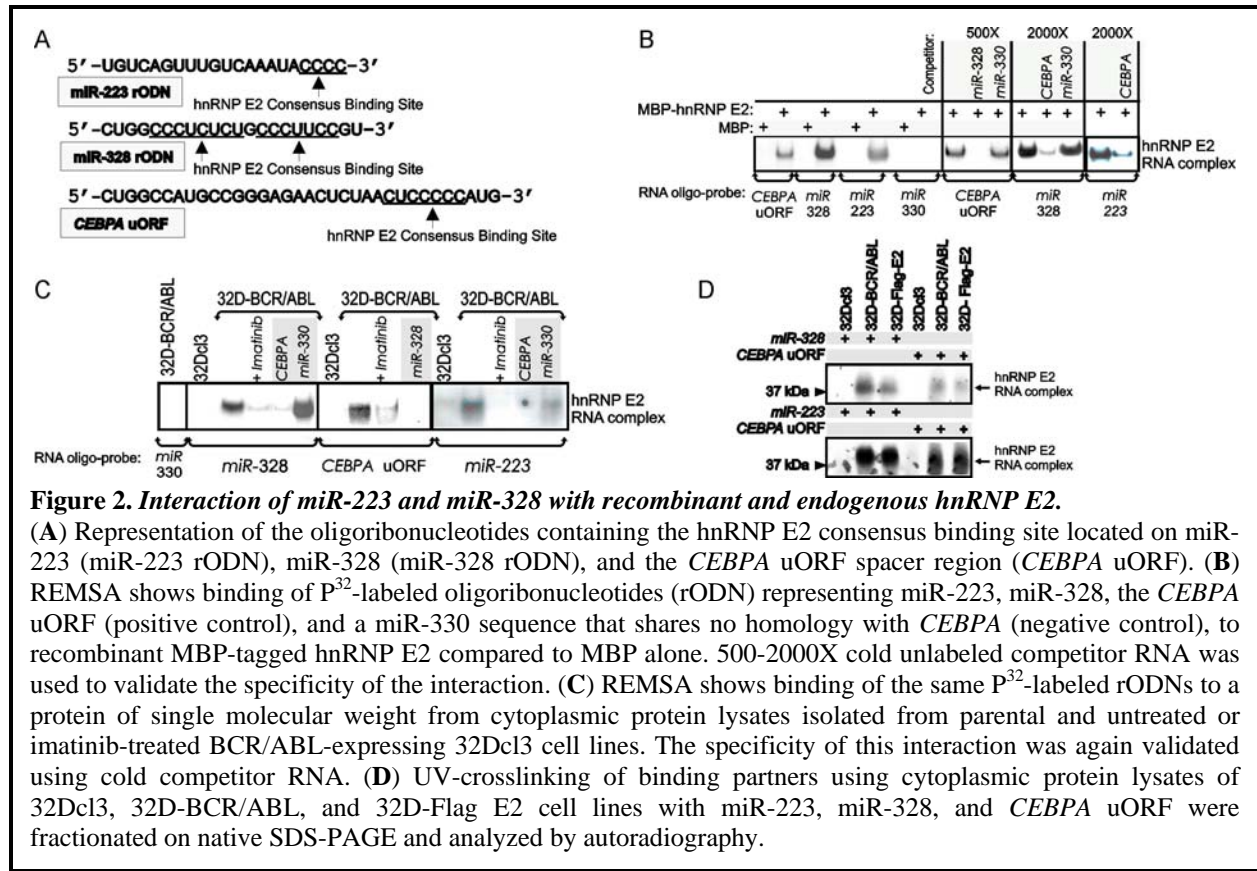 A
5′-UGUCAGUUUGUCAAAUACCCC-3′
miR-223 rODN
hnRNP E2 Consensus Binding Site
5′-CUGGCCCUCUCUGCCCUUCCGU-3′
miR-328 rODN
hnRNP E2 Consensus Binding Site
5′-CUGGCCAUGCCGGGAGAACUCUAACUCCCCCAUG-3′
CEBPA uORF
hnRNP E2 Consensus Binding Site
B
500X 2000X 2000X
Competitor: miR-328 miR-330 CEBPA miR-330 CEBPA
MBP-hnRNP E2: + + + + + + + + + + + +
MBP: + + + +
hnRNP E2
RNA complex
RNA oligo-probe: CEBPA uORF miR 328 miR 223 miR 330 CEBPA uORF miR 328 miR 223
C
32D-BCR/ABL 32D-BCR/ABL 32D-BCR/ABL
32D-BCR/ABL 32Dcl3 + Imatinib CEBPA miR-330 32Dcl3 + Imatinib miR-328 32Dcl3 + Imatinib CEBPA miR-330
hnRNP E2
RNA complex
RNA oligo-probe: miR 330 miR-328 CEBPA uORF miR-223
D
32Dcl3 32D-BCR/ABL 32D-Flag-E2 32Dcl3 32D-BCR/ABL 32D- Flag-E2
miR-328 + + +
CEBPA uORF + + +
37 kDa
hnRNP E2
RNA complex
miR-223 + + +
CEBPA uORF + + +
37 kDa
hnRNP E2
RNA complex
Figure 2. Interaction of miR-223 and miR-328 with recombinant and endogenous hnRNP E2.
(A) Representation of the oligoribonucleotides containing the hnRNP E2 consensus binding site located on miR-
223 (miR-223 rODN), miR-328 (miR-328 rODN), and the CEBPA uORF spacer region (CEBPA uORF). (B)
REMSA shows binding of P32-labeled oligoribonucleotides (rODN) representing miR-223, miR-328, the CEBPA
uORF (positive control), and a miR-330 sequence that shares no homology with CEBPA (negative control), to
recombinant MBP-tagged hnRNP E2 compared to MBP alone. 500-2000X cold unlabeled competitor RNA was
used to validate the specificity of the interaction. (C) REMSA shows binding of the same P32-labeled rODNs to a
protein of single molecular weight from cytoplasmic protein lysates isolated from parental and untreated or
imatinib-treated BCR/ABL-expressing 32Dcl3 cell lines. The specificity of this interaction was again validated
using cold competitor RNA. (D) UV-crosslinking of binding partners using cytoplasmic protein lysates of
32Dcl3, 32D-BCR/ABL, and 32D-Flag E2 cell lines with miR-223, miR-328, and CEBPA uORF were
fractionated on native SDS-PAGE and analyzed by autoradiography.